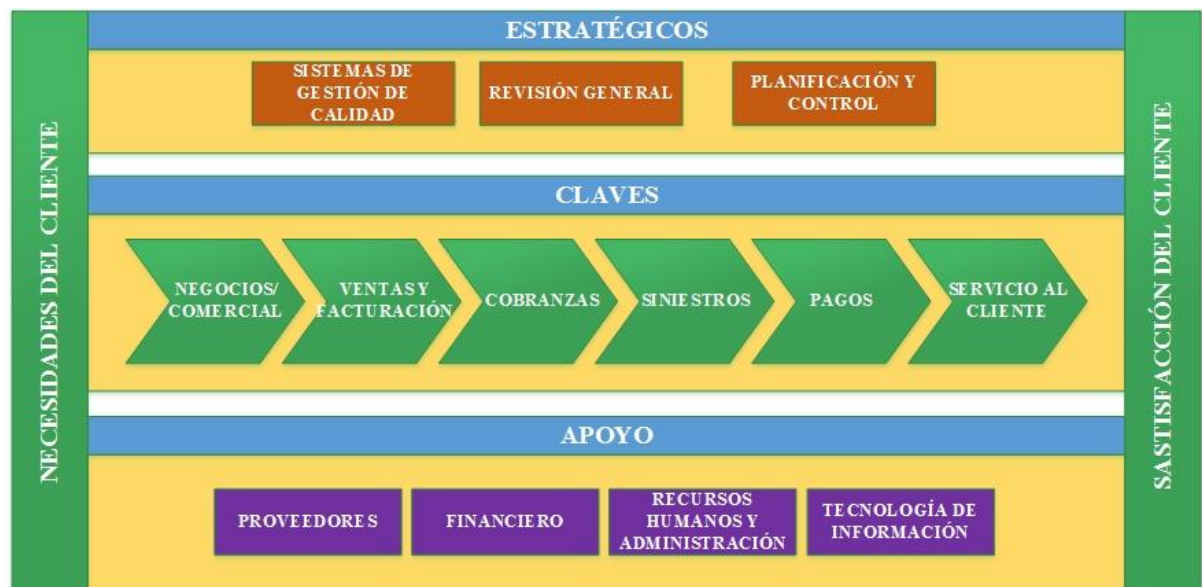 NECESIDADES DEL CLIENTE
ESTRATÉGICOS
SISTEMAS DE
GESTIÓN DE
CALIDAD
REVISIÓN GENERAL
PLANIFICACIÓN Y
CONTROL
CLAVES
NEGOCIOS/
COMERCIAL
VENTAS Y
FACTURACIÓN
COBRANZAS
SINIESTROS
PAGOS
SERVICIO AL
CLIENTE
APOYO
PROVEEDORES
FINANCIERO
RECURSOS
HUMANOS Y
ADMINISTRACIÓN
TECNOLOGÍA DE
INFORMACIÓN
SASTISFACCIÓN DEL CLIENTE